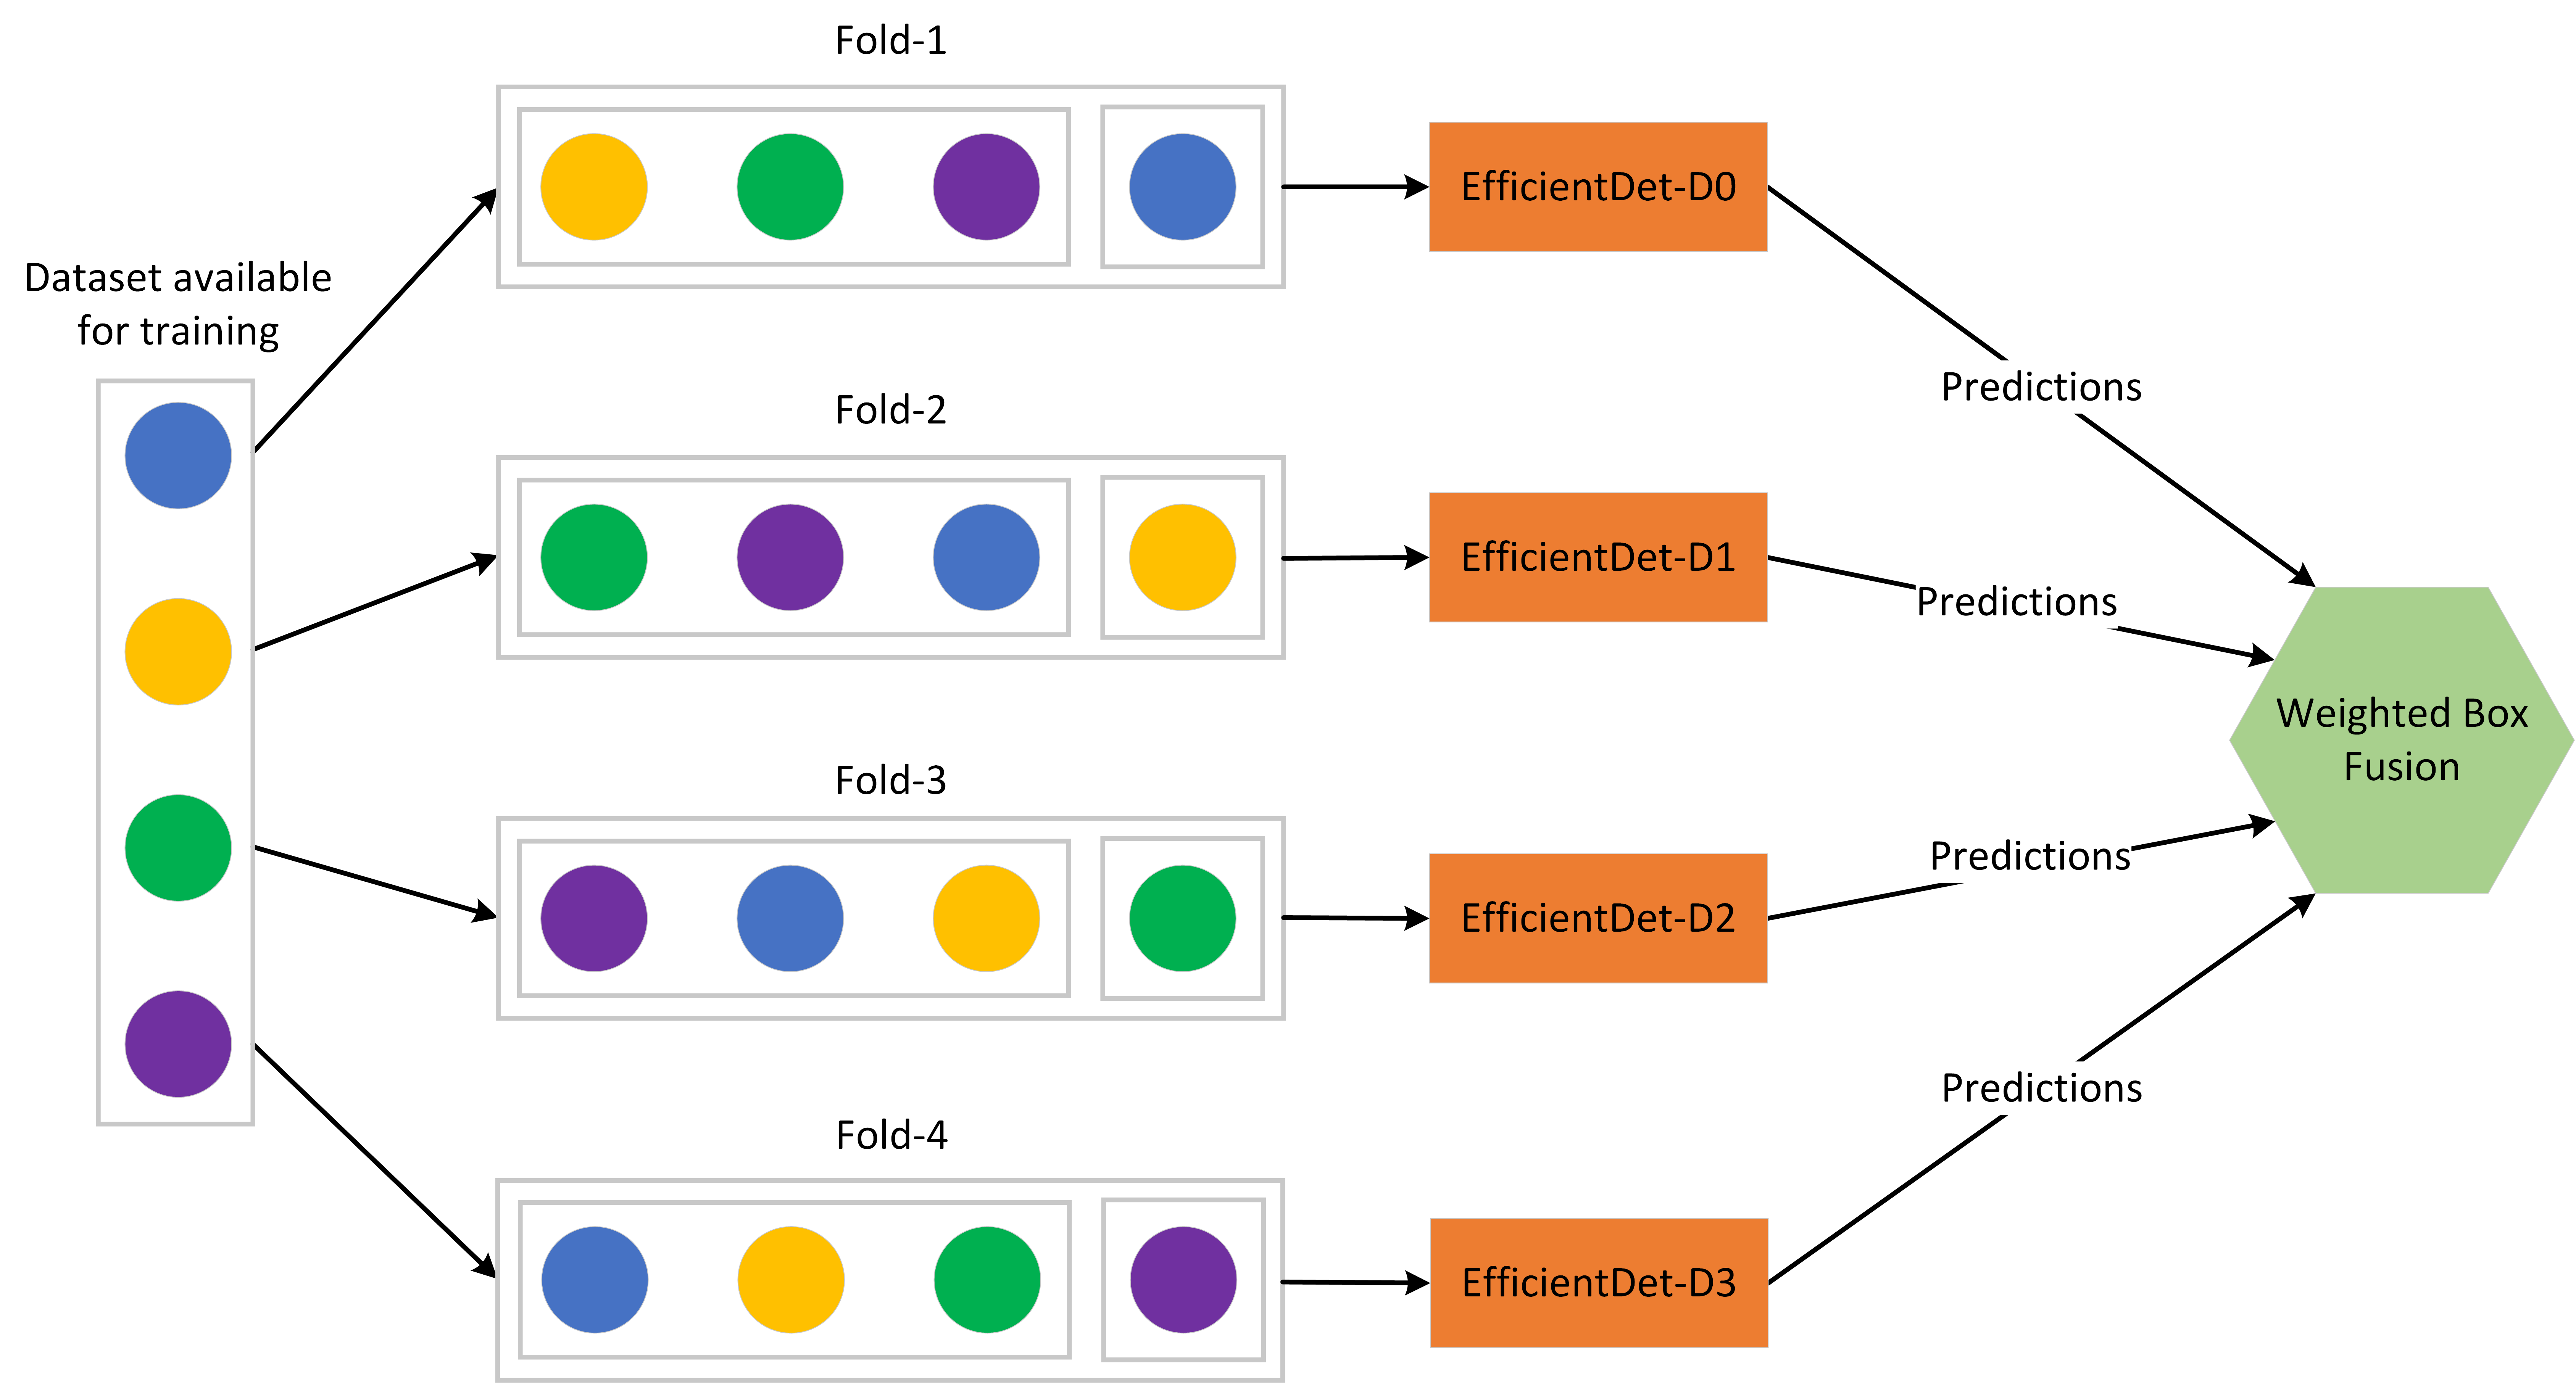 Fold-1
EfficientDet-D0
Dataset available
for training
Predictions
Fold-2
EfficientDet-D1
Predictions
Weighted Box
Fusion
Fold-3
EfficientDet-D2
Predictions
Predictions
Fold-4
EfficientDet-D3